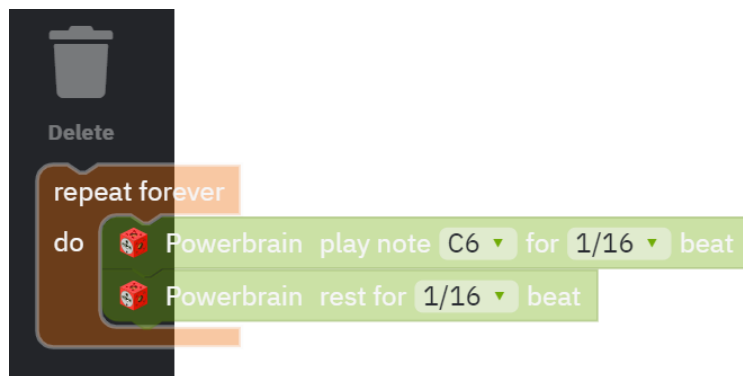 Delete
repeat forever
do Powerbrain play note C6 for 1/16 beat
Powerbrain rest for 1/16 beat